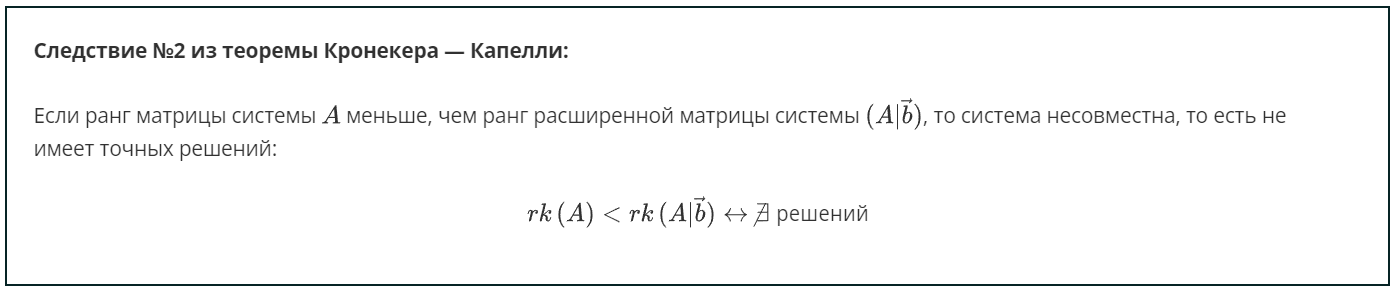 Следствие №2 из теоремы Кронекера — Капелли:
Если ранг матрицы системы A меньше, чем ранг расширенной матрицы системы (A|b⃗), то система несовместна, то есть не
имеет точных решений:
rk (A) < rk (A|b⃗) ↔ ∄ решений